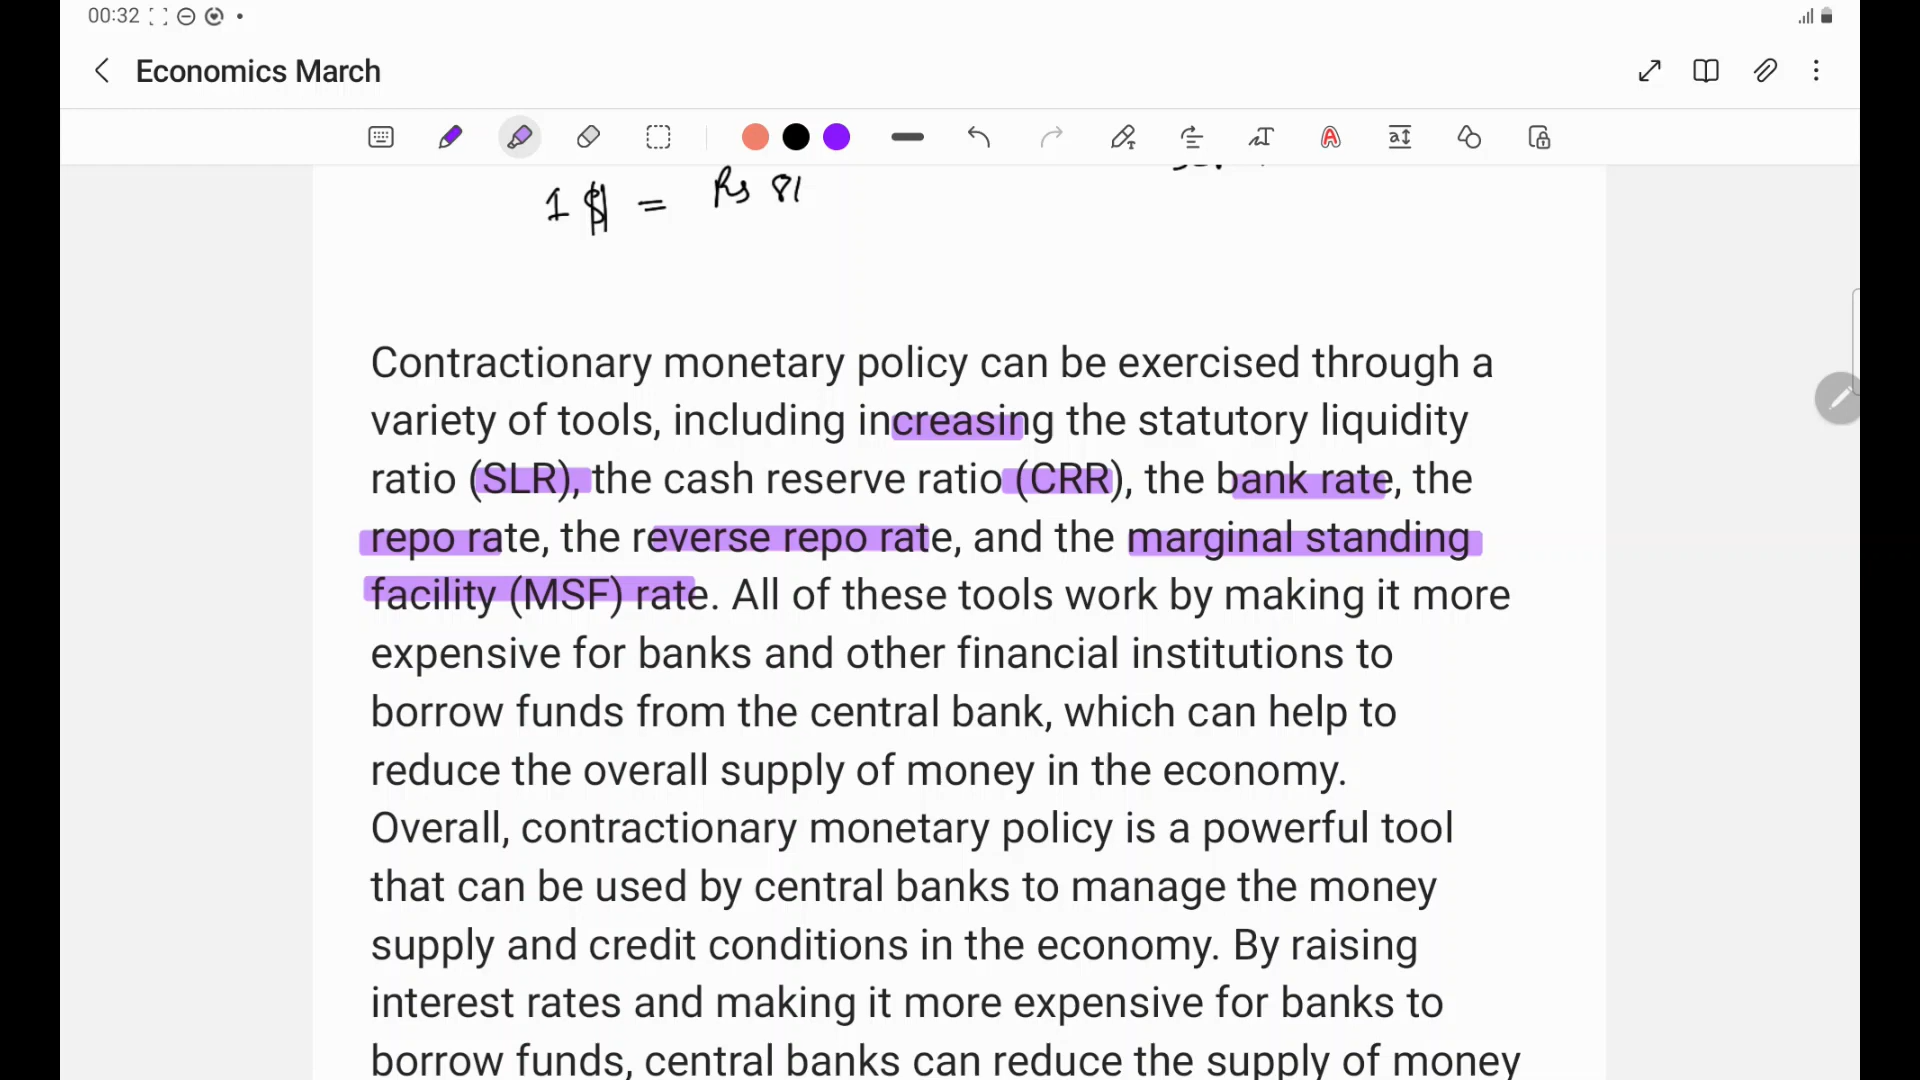 00:32
Economics March
1 $ = Rs 81
Contractionary monetary policy can be exercised through a
variety of tools, including increasing the statutory liquidity
ratio (SLR), the cash reserve ratio (CRR), the bank rate, the
repo rate, the reverse repo rate, and the marginal standing
facility (MSF) rate. All of these tools work by making it more
expensive for banks and other financial institutions to
borrow funds from the central bank, which can help to
reduce the overall supply of money in the economy.
Overall, contractionary monetary policy is a powerful tool
that can be used by central banks to manage the money
supply and credit conditions in the economy. By raising
interest rates and making it more expensive for banks to
borrow funds, central banks can reduce the supply of money